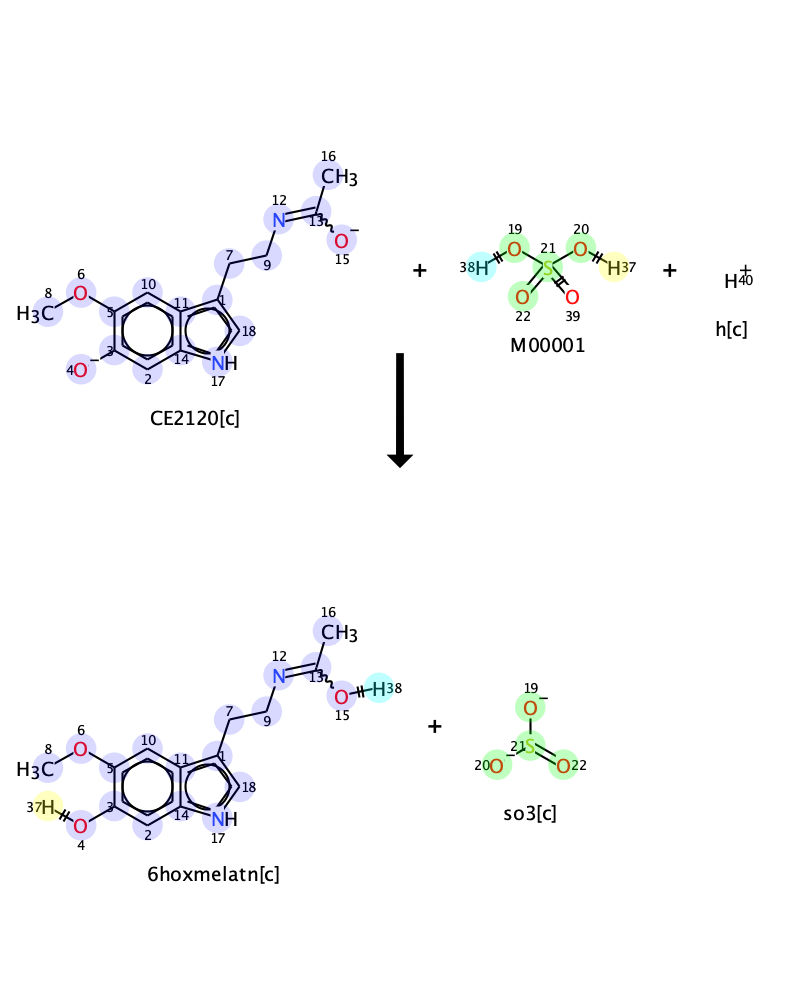 16
CH3
12
N
13
O −
15
7
9
19
20
21
O
O
38H
S
H37
O
O
22
39
+
+
H+
40
h[c]
M00001
8
H3C
6
O
5
10
11
1
18
3
4O −
2
14
NH
17
CE2120[c]
16
CH3
12
N
13
O
15
H38
7
9
19
O −
21
S
20O −
O22
+
so3[c]
8
H3C
6
O
5
10
11
1
18
37H
3
O
4
2
14
NH
17
6hoxmelatn[c]